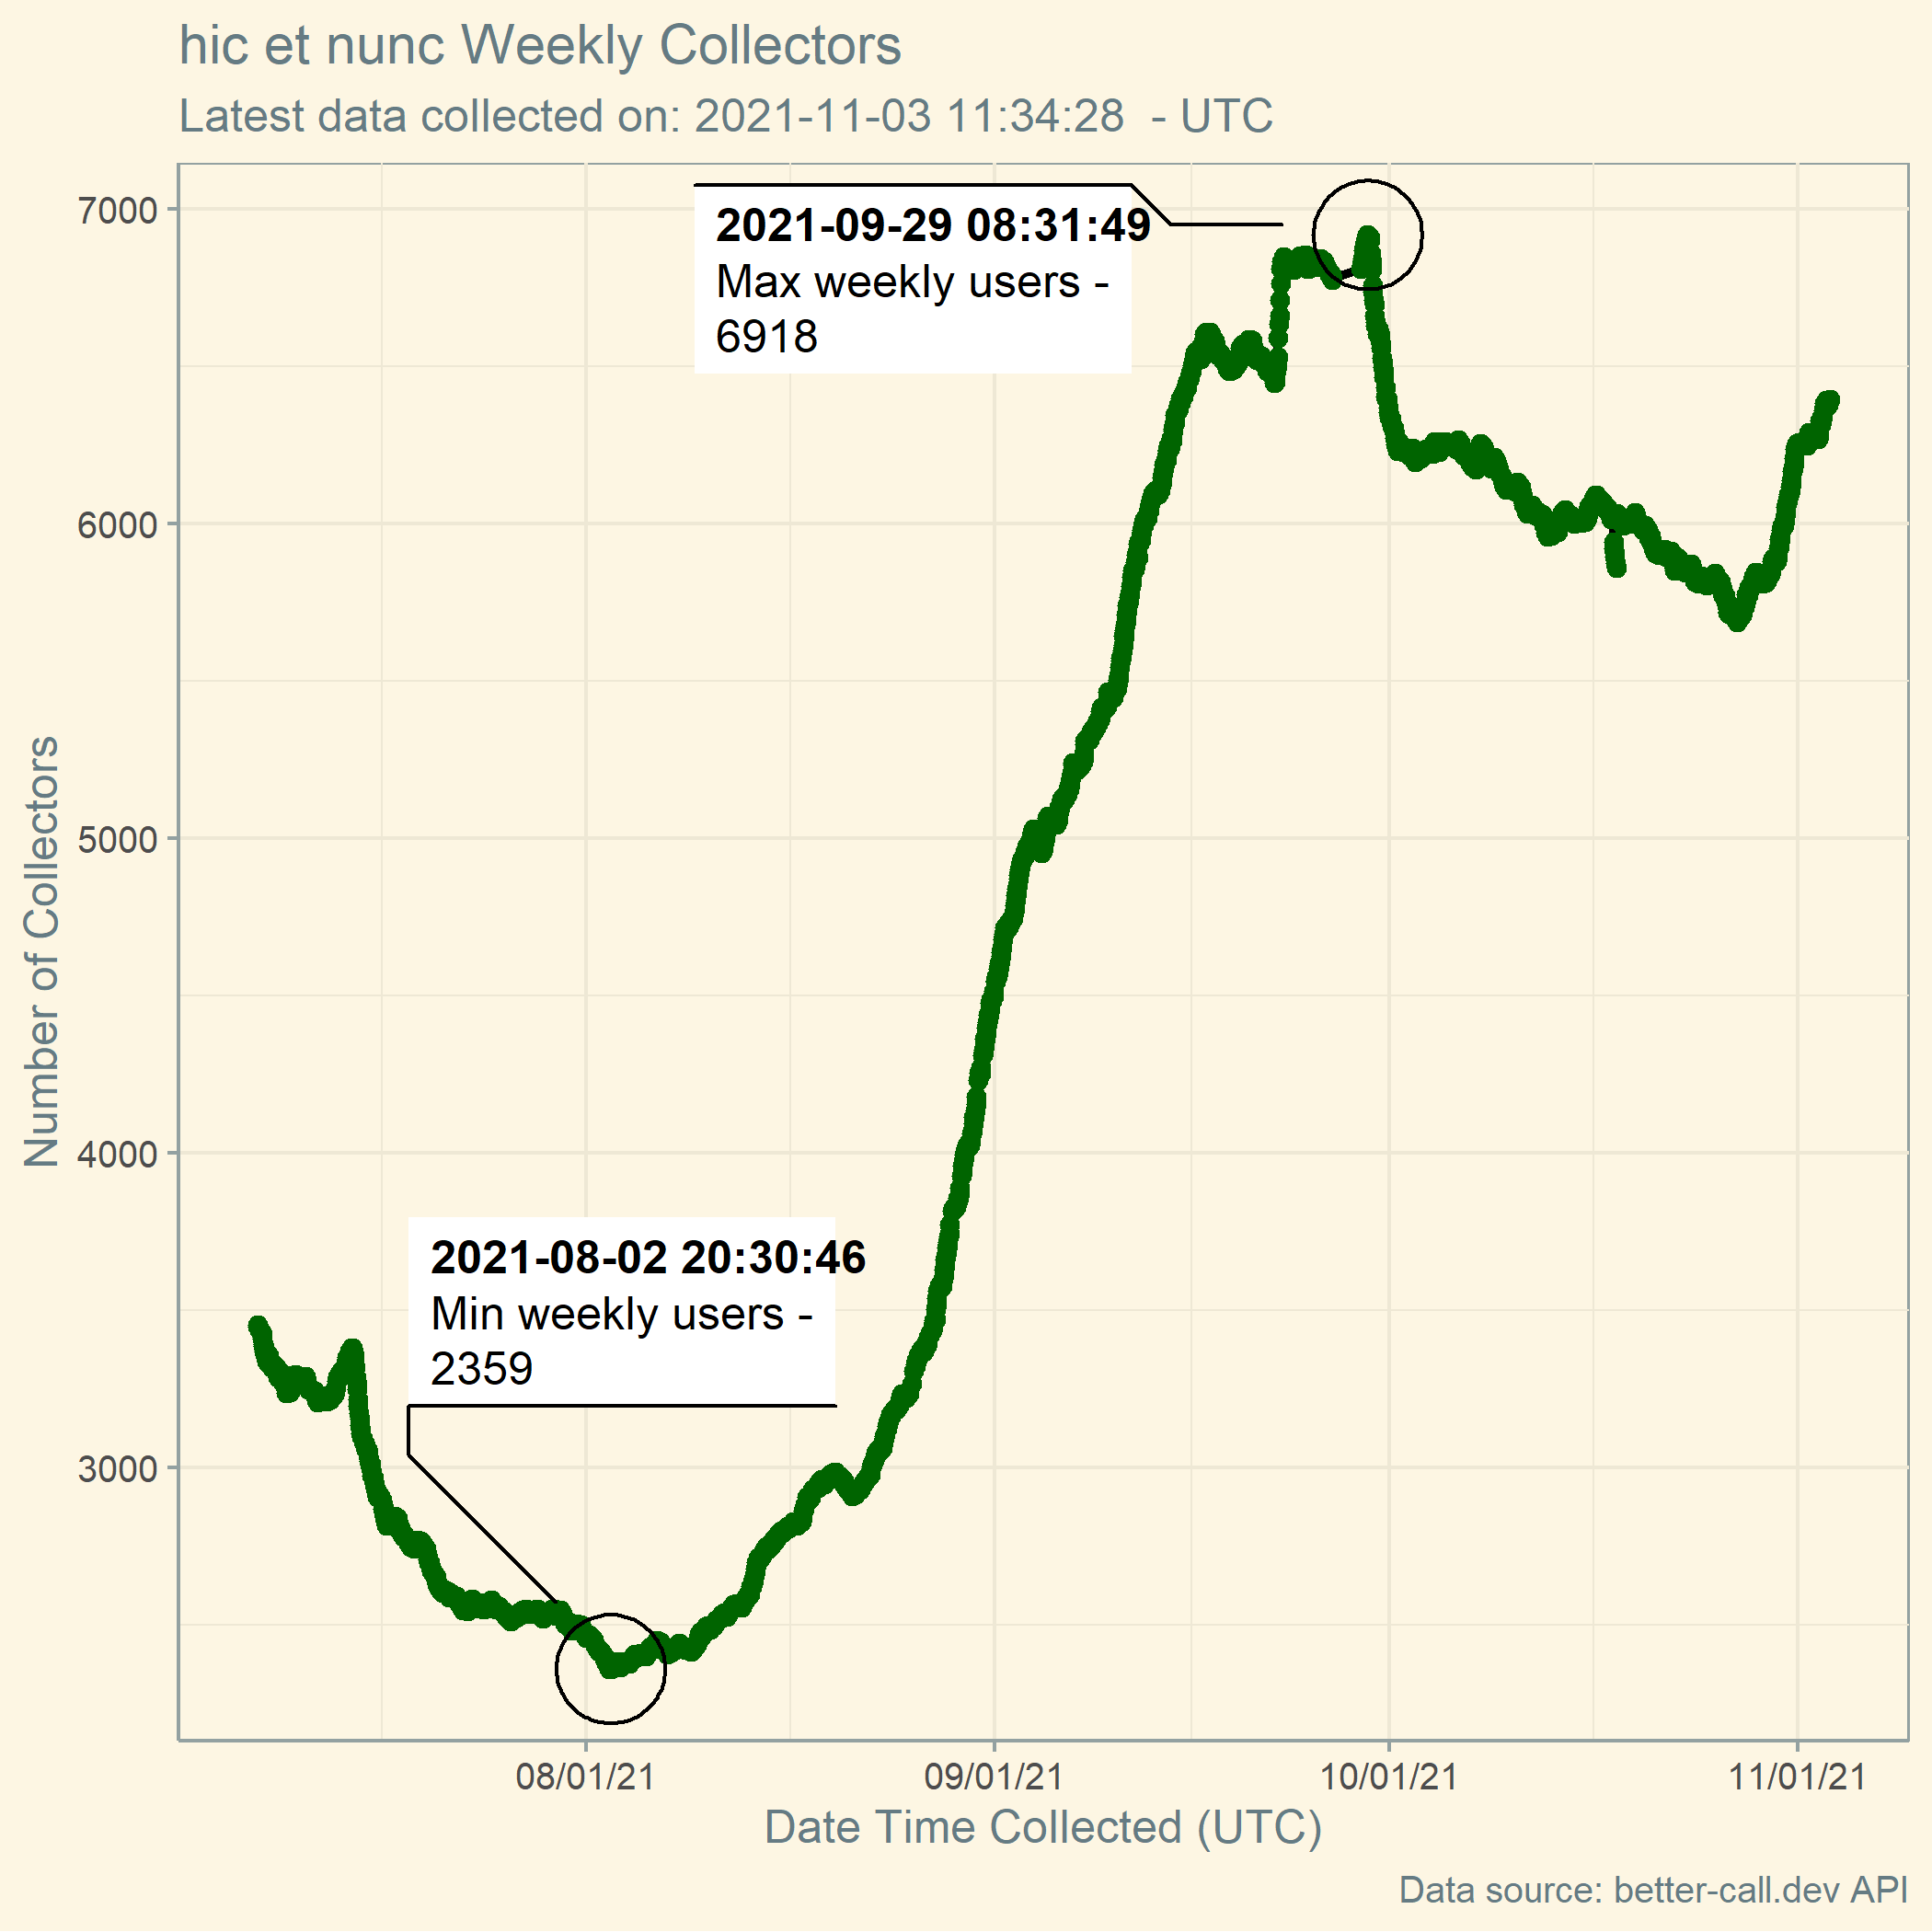 hic et nunc Weekly Collectors
Latest data collected on: 2021-11-03 11:34:28  - UTC
Number of Collectors
7000
6000
5000
4000
3000
2021-09-29 08:31:49
Max weekly users -
6918
2021-08-02 20:30:46
Min weekly users -
2359
08/01/21
09/01/21
10/01/21
11/01/21
Date Time Collected (UTC)
Data source: better-call.dev API